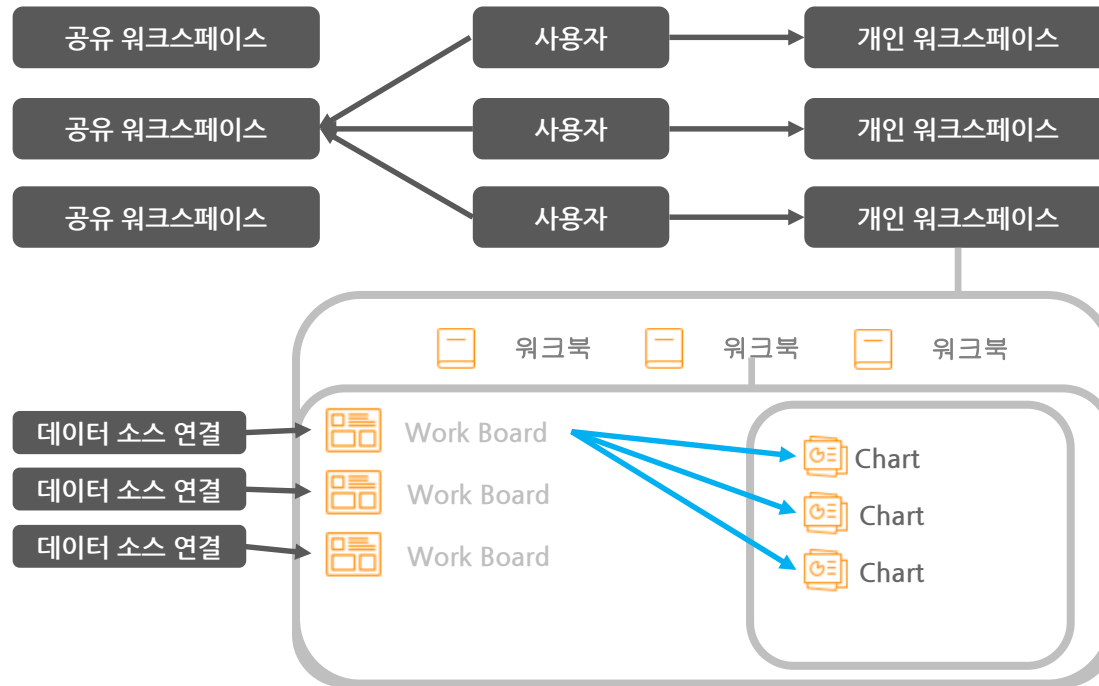 공유 워크스페이스
사용자
개인 워크스페이스
공유 워크스페이스
사용자
개인 워크스페이스
공유 워크스페이스
사용자
개인 워크스페이스
워크북
워크북
워크북
데이터 소스 연결
Work Board
Chart
데이터 소스 연결
Work Board
Chart
데이터 소스 연결
Work Board
Chart